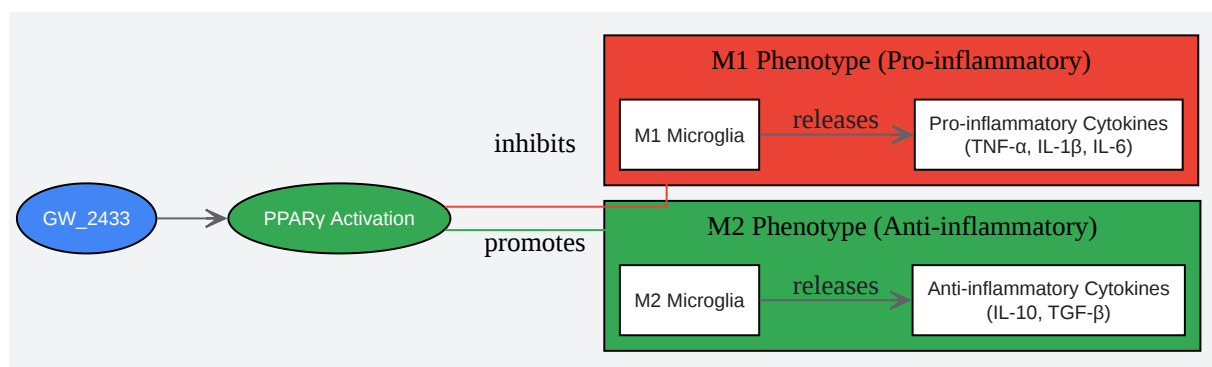 M1 Phenotype (Pro-inflammatory)
M1 Microglia
releases
Pro-inflammatory Cytokines
(TNF-α, IL-1β, IL-6)
inhibits
GW_2433
PPARγ Activation
promotes
M2 Phenotype (Anti-inflammatory)
M2 Microglia
releases
Anti-inflammatory Cytokines
(IL-10, TGF-β)